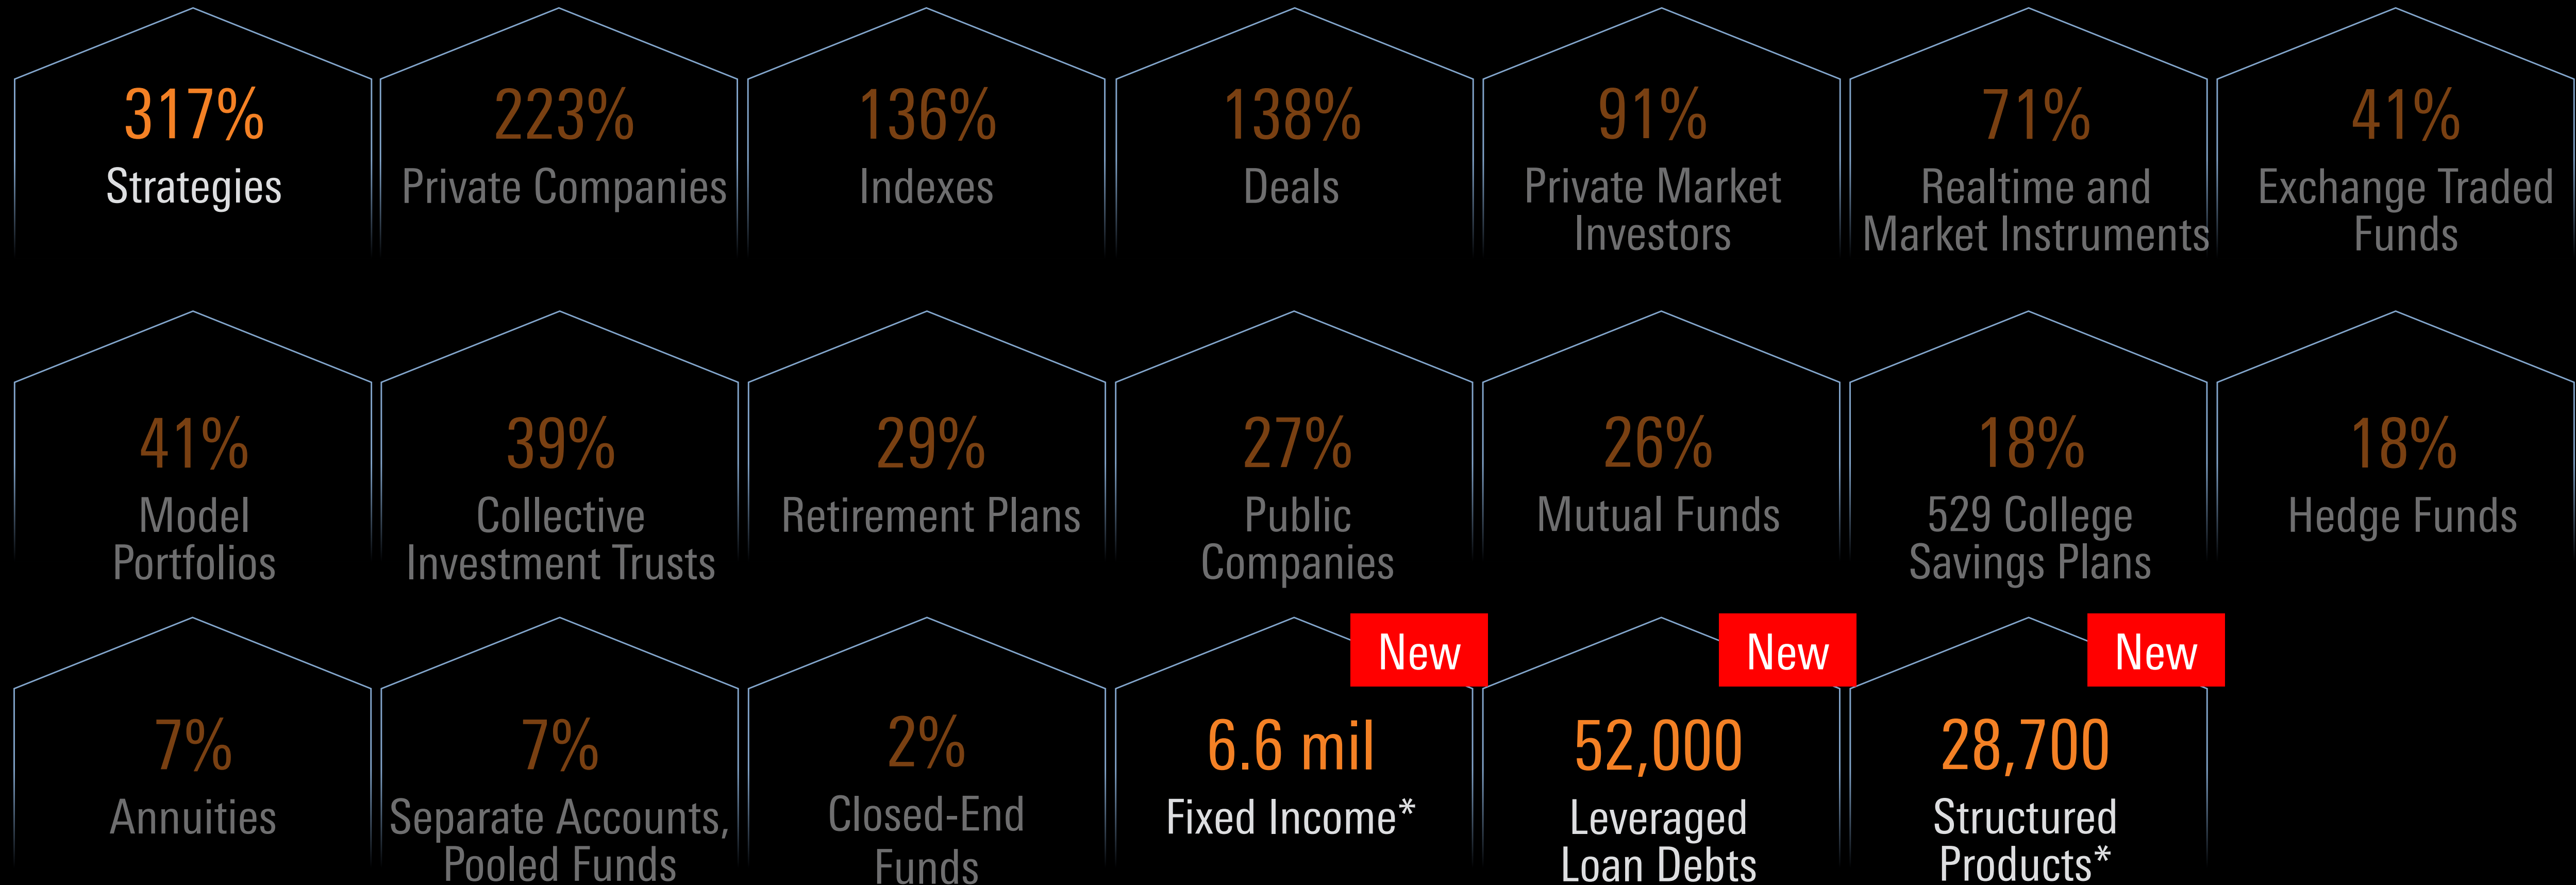 317%
Strategies
223%
Private Companies
136%
Indexes
138%
Deals
91%
Private Market
Investors
71%
Realtime and
Market Instruments
41%
Exchange Traded
Funds
41%
Model
Portfolios
39%
Collective
Investment Trusts
29%
Retirement Plans
27%
Public
Companies
26%
Mutual Funds
18%
529 College
Savings Plans
18%
Hedge Funds
7%
Annuities
7%
Separate Accounts,
Pooled Funds
2%
Closed-End
Funds
New
6.6 mil
Fixed Income*
New
52,000
Leveraged
Loan Debts
New
28,700
Structured
Products*